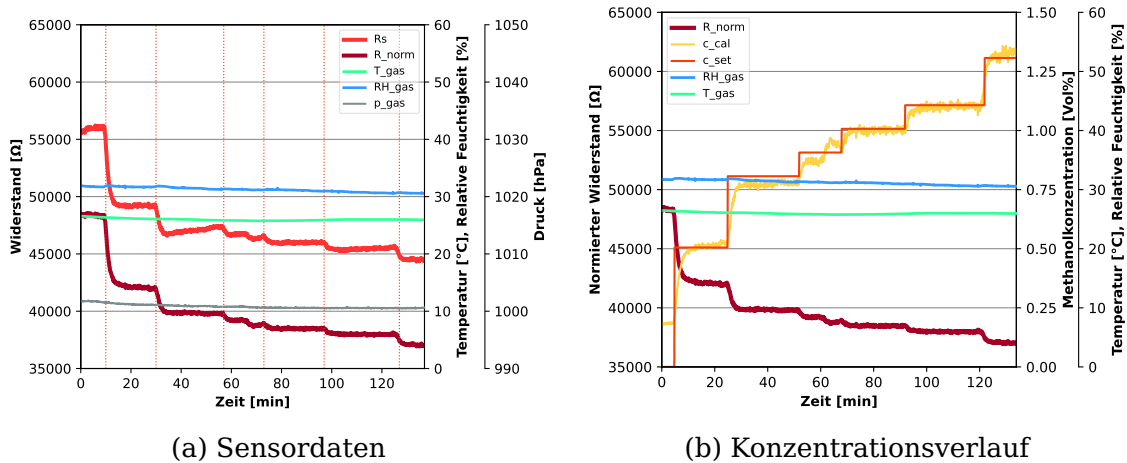 65000
60000
55000
50000
45000
40000
35000
Widerstand [Ω]
0 20 40 60 80 100 120
Zeit [min]
Rs
R_norm
T_gas
RH_gas
p_gas
60
50
40
30
20
10
0
Temperatur [°C], Relative Feuchtigkeit [%]
1050
1040
1030
1020
1010
1000
990
Druck [hPa]
(a) Sensordaten
65000
60000
55000
50000
45000
40000
35000
Normierter Widerstand [Ω]
0 20 40 60 80 100 120
Zeit [min]
R_norm
c_cal
c_set
RH_gas
T_gas
1.50
1.25
1.00
0.75
0.50
0.25
0.00
Methanolkonzentration [Vol%]
60
50
40
30
20
10
0
Temperatur [°C], Relative Feuchtigkeit [%]
(b) Konzentrationsverlauf